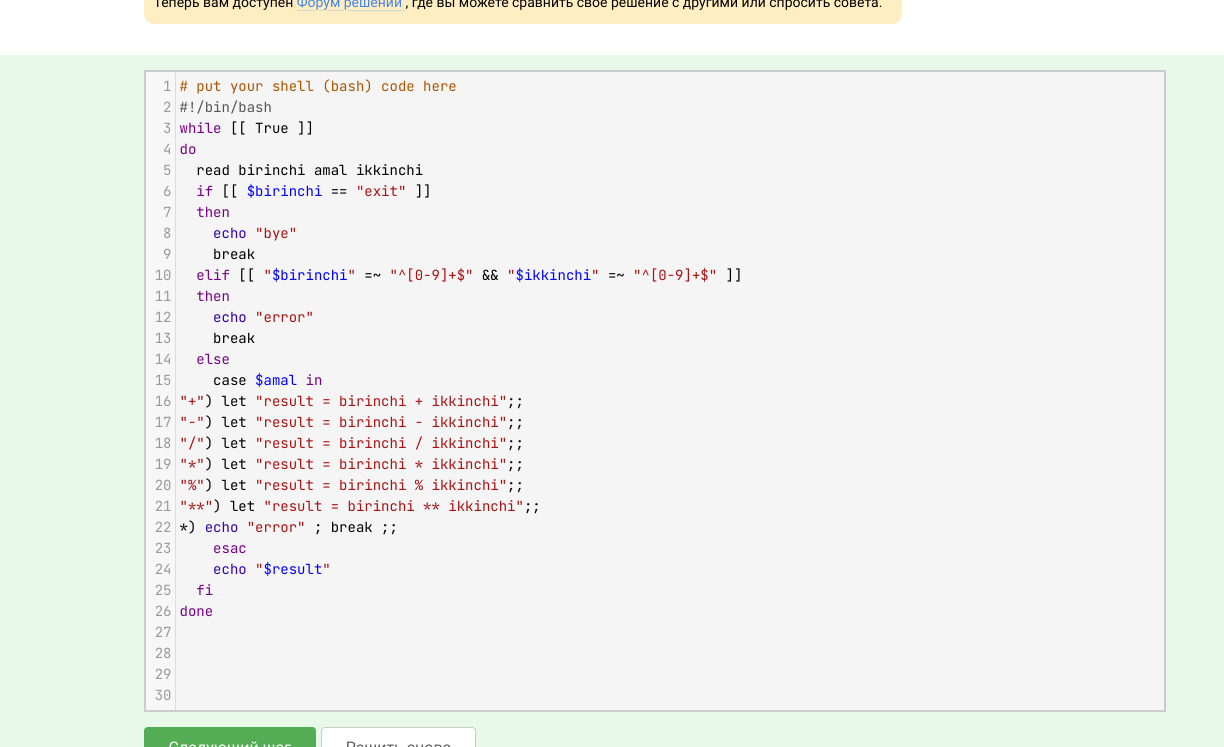 Теперь вам доступен Форум решений , где вы можете сравнить свое решение с другими или спросить совета.
1 # put your shell (bash) code here
2 #!/bin/bash
3 while [[ True ]]
4 do
5   read birinchi amal ikkinchi
6   if [[ $birinchi == "exit" ]]
7   then
8     echo "bye"
9     break
10   elif [[ "$birinchi" =~ "^[0-9]+$" && "$ikkinchi" =~ "^[0-9]+$" ]]
11   then
12     echo "error"
13     break
14   else
15     case $amal in
16 "+") let "result = birinchi + ikkinchi";;
17 "-") let "result = birinchi - ikkinchi";;
18 "/") let "result = birinchi / ikkinchi";;
19 "*") let "result = birinchi * ikkinchi";;
20 "%") let "result = birinchi % ikkinchi";;
21 "**") let "result = birinchi ** ikkinchi";;
22 *) echo "error" ; break ;;
23     esac
24     echo "$result"
25   fi
26 done
27
28
29
30
Следующий шаг Решить снова